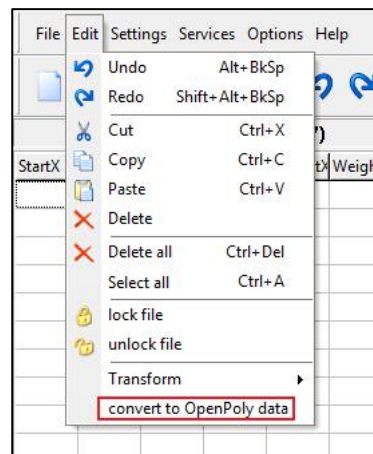 File Edit Settings Services Options Help
Undo Alt+BkSp
Redo Shift+Alt+BkSp
Cut Ctrl+X
')
Copy Ctrl+C
StartX tX Weigh
Paste Ctrl+V
Delete
Delete all Ctrl+Del
Select all Ctrl+A
lock file
unlock file
Transform
convert to OpenPoly data